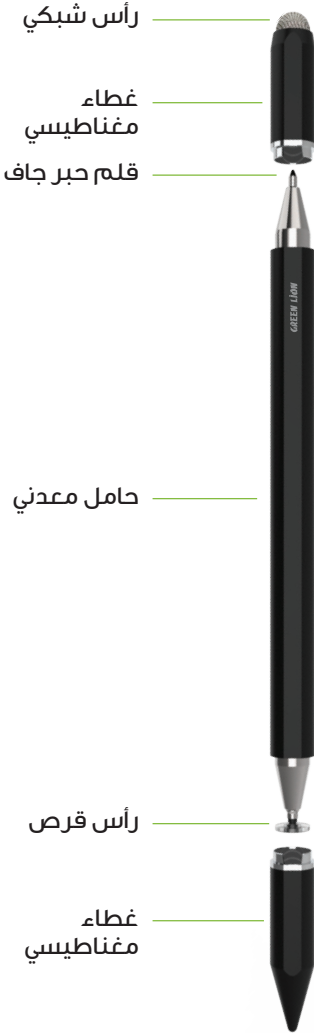 رأس شبكي
غطاء
مغناطيسي
قلم حبر جاف
GREEN LION
حامل معدني
رأس قرص
غطاء
مغناطيسي